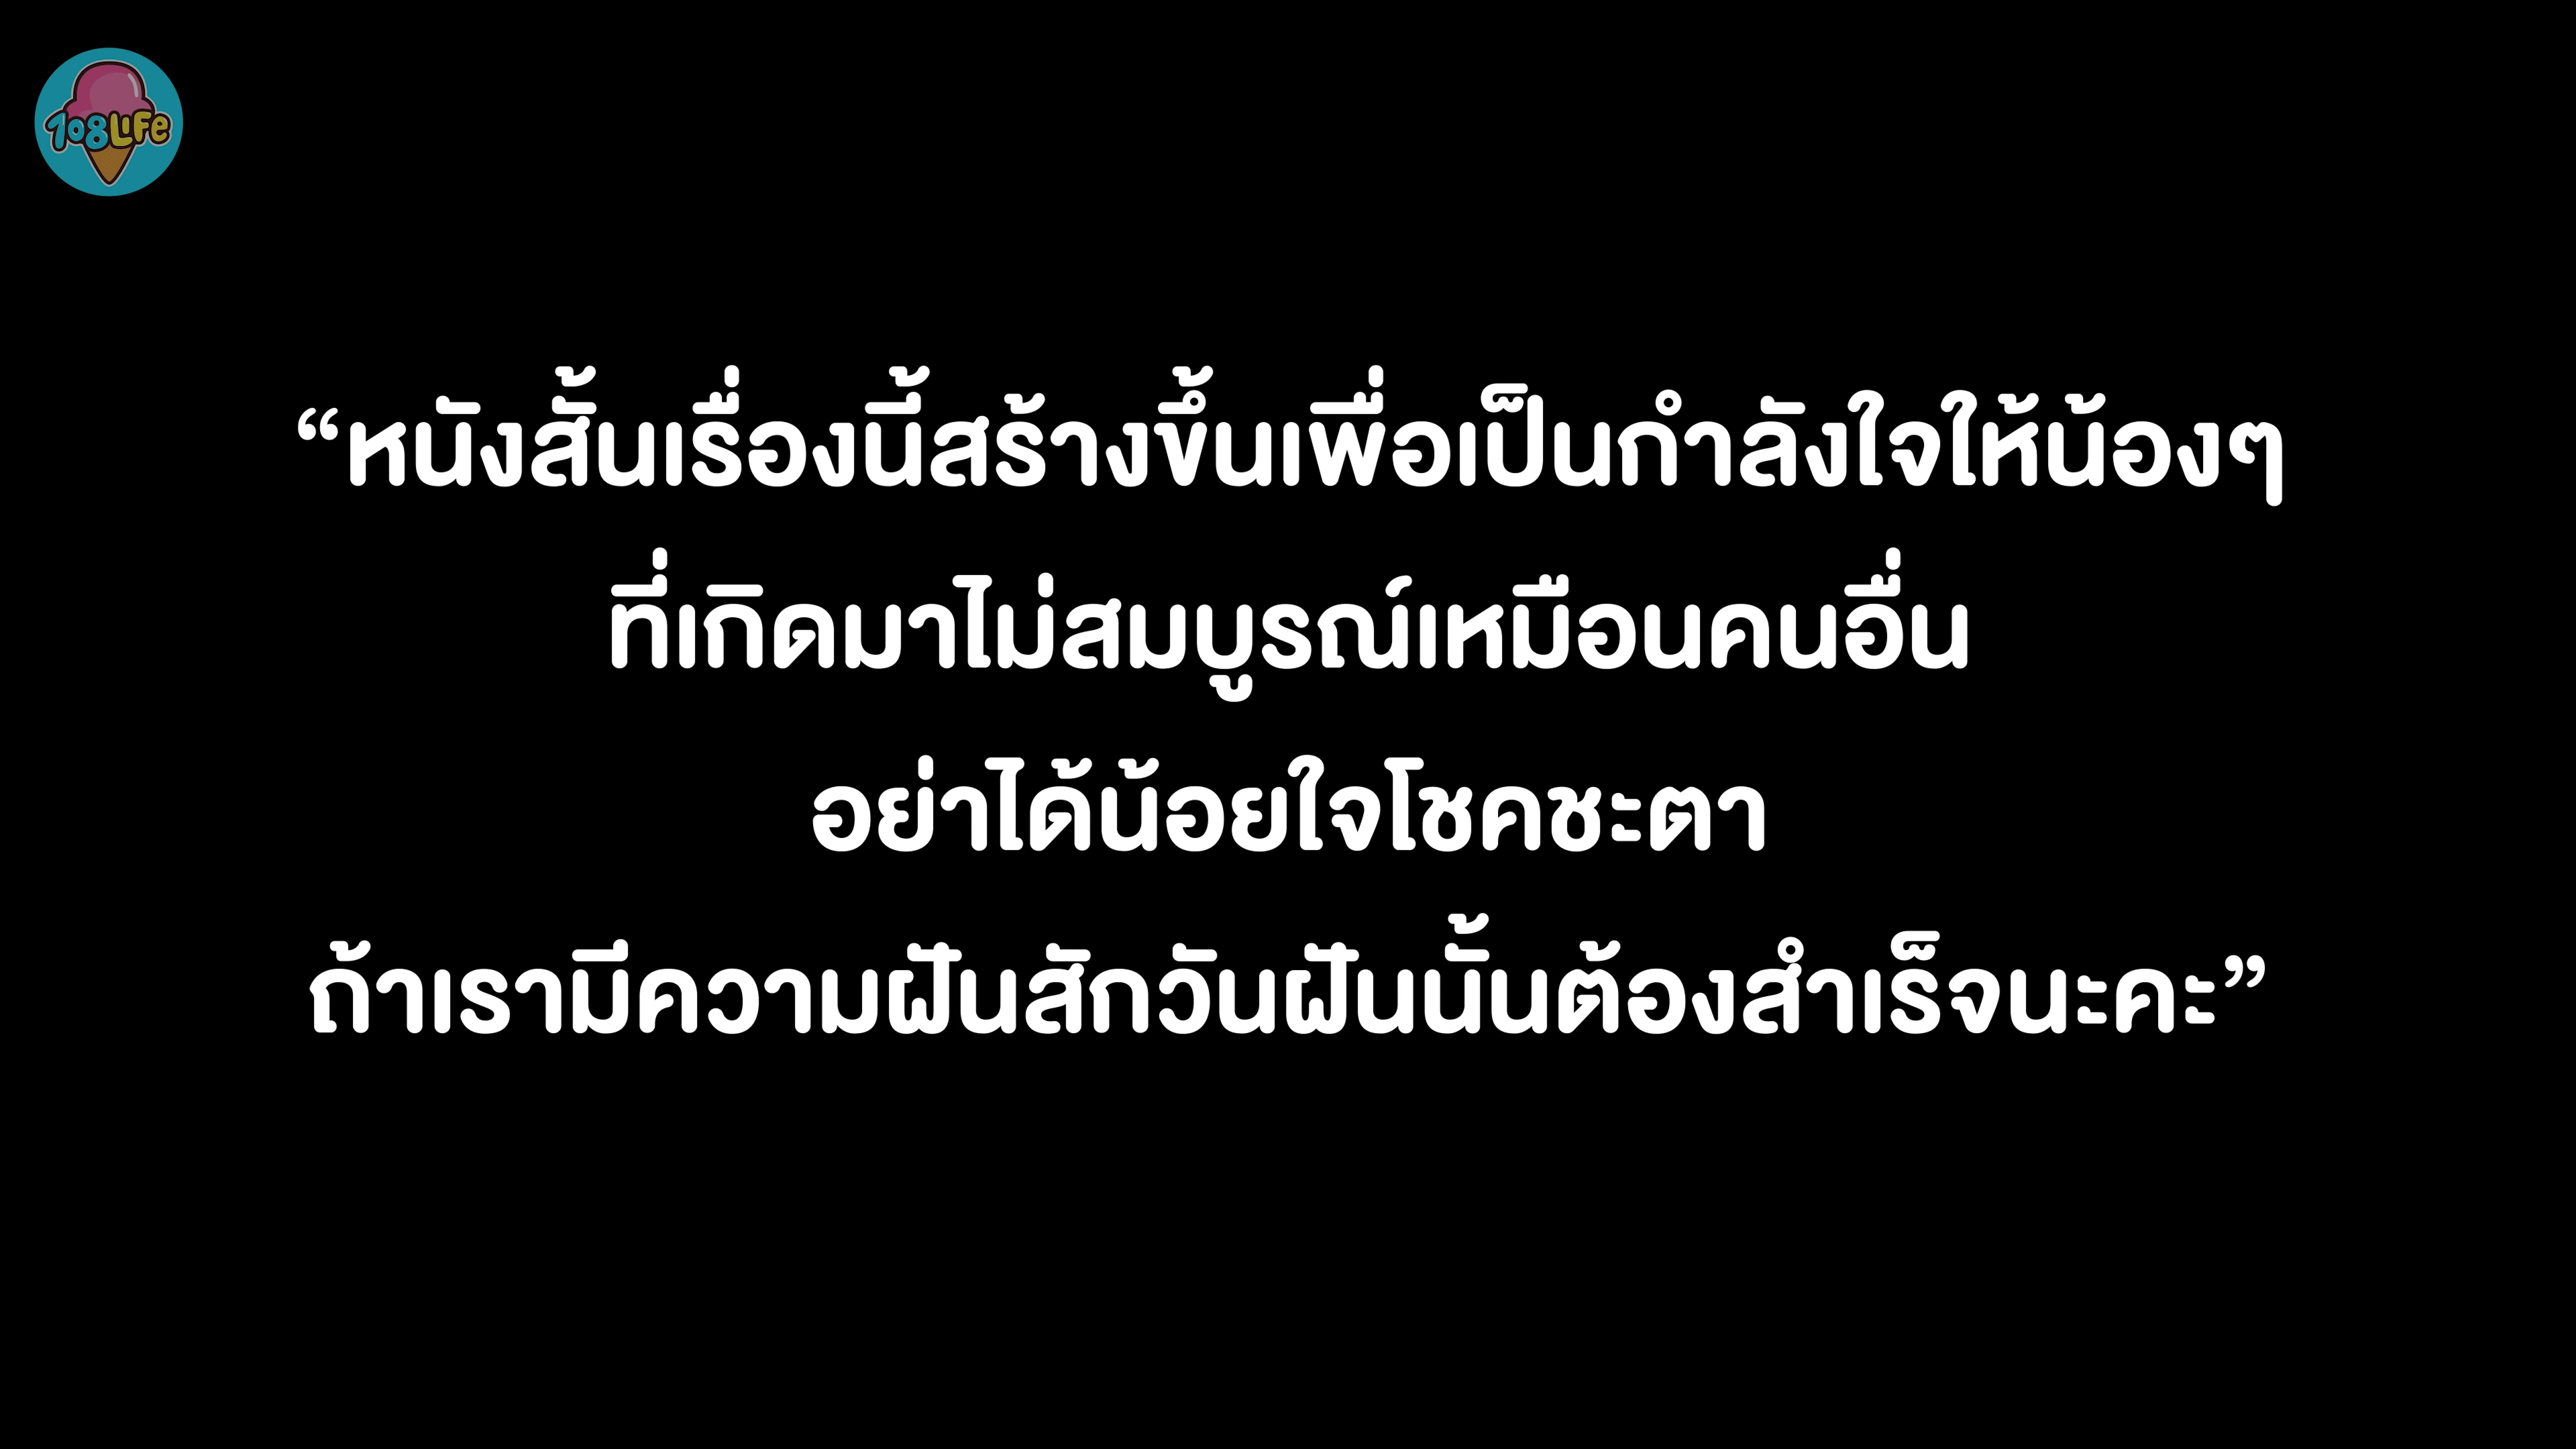 108Life
“หนังสั้นเรื่องนี้สร้างขึ้นเพื่อเป็นกำลังใจให้น้องๆ
ที่เกิดมาไม่สมบูรณ์เหมือนคนอื่น
อย่าได้น้อยใจโชคชะตา
ถ้าเรามีความฝันสักวันฝันนั้นต้องสำเร็จนะคะ”